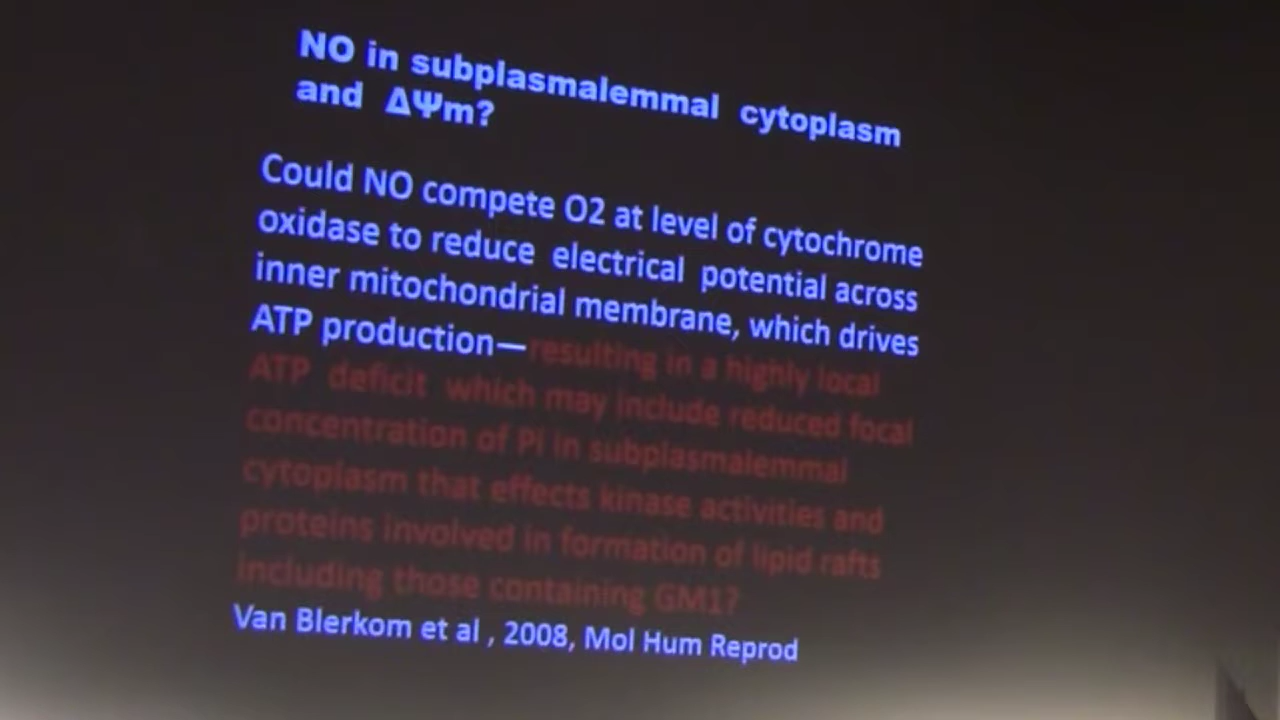 NO in subplasmalemmal cytoplasm
and ΔΨm?
Could NO compete O2 at level of cytochrome
oxidase to reduce electrical potential across
inner mitochondrial membrane, which drives
ATP production—resulting in a highly local
ATP deficit which may include reduced focal
concentration of Pi in subplasmalemmal
cytoplasm that effects kinase activities and
proteins involved in formation of lipid rafts
including those containing GM1?
Van Blerkom et al , 2008, Mol Hum Reprod